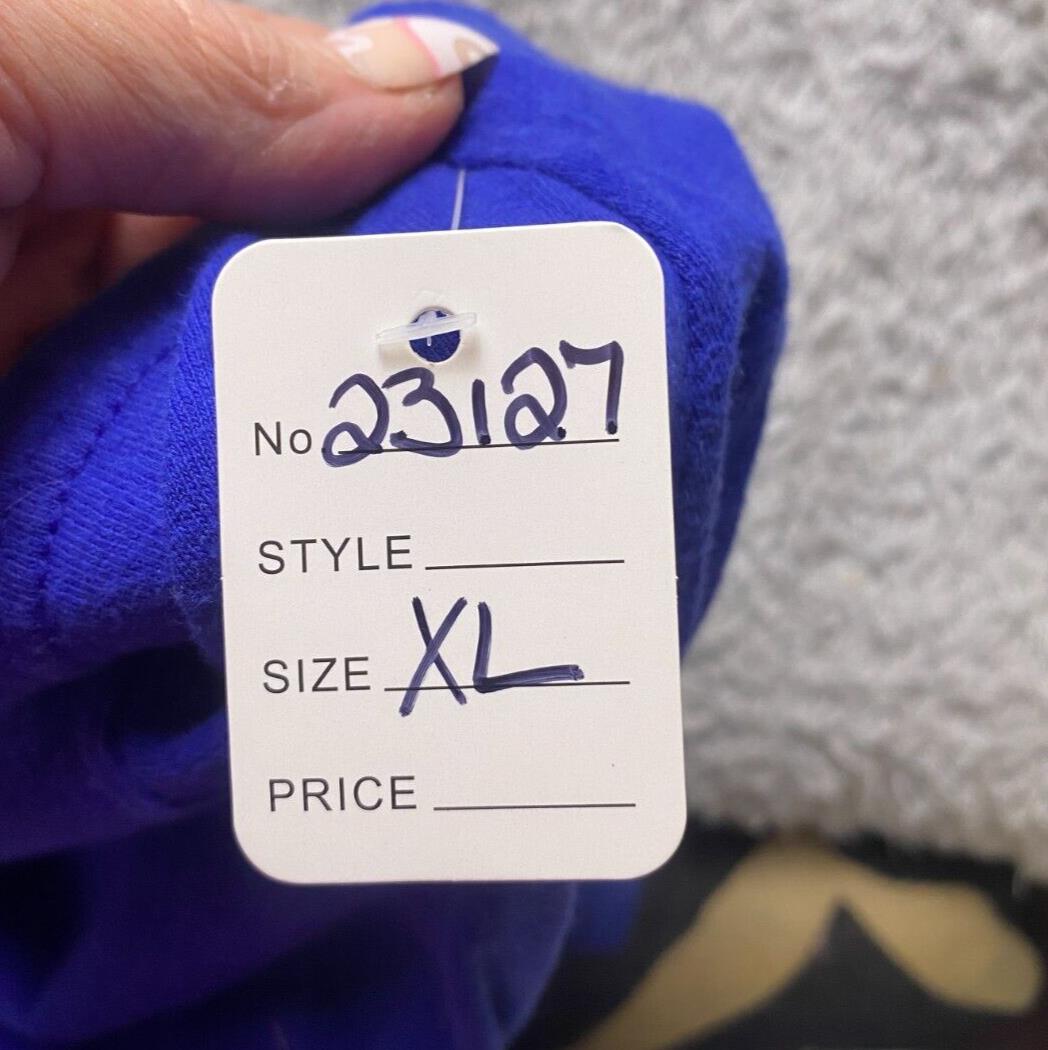 No 23127
STYLE
SIZE XL
PRICE